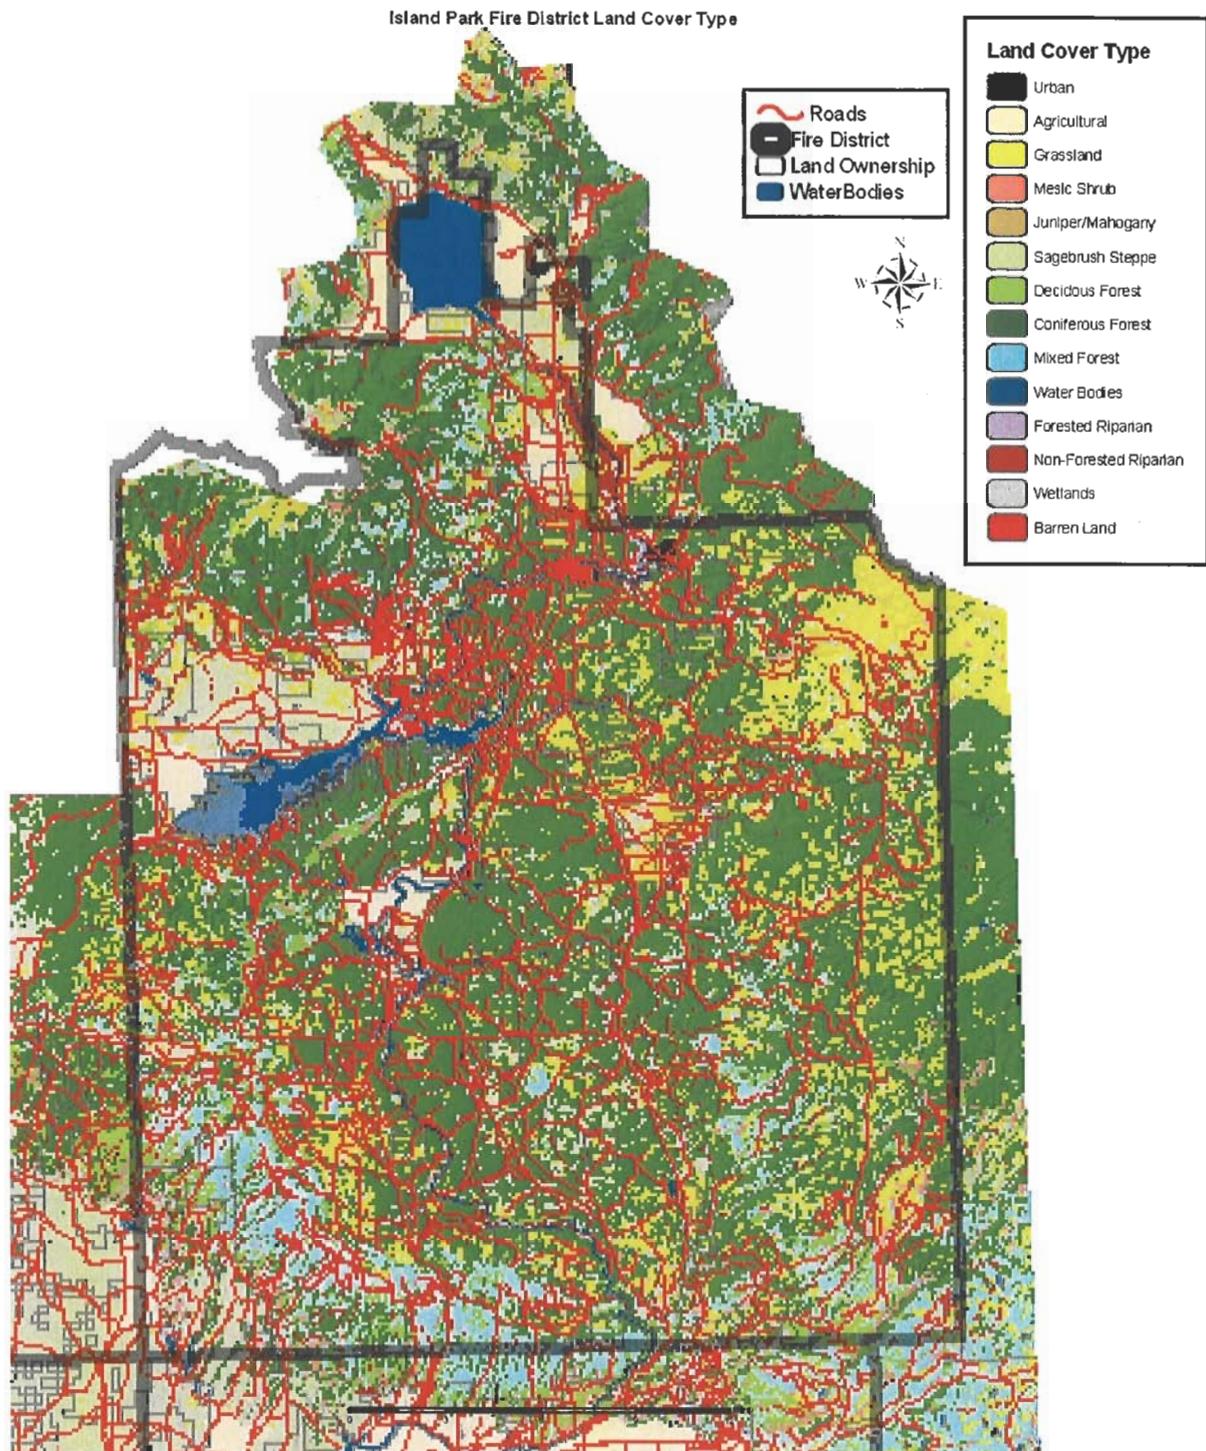 Island Park Fire District Land Cover Type
Roads
Fire District
Land Ownership
WaterBodies
N
W E
S
Land Cover Type
Urban
Agricultural
Grassland
Mesic Shrub
Juniper/Mahogany
Sagebrush Steppe
Decidous Forest
Coniferous Forest
Mixed Forest
Water Bodies
Forested Riparian
Non-Forested Riparian
Wetlands
Barren Land